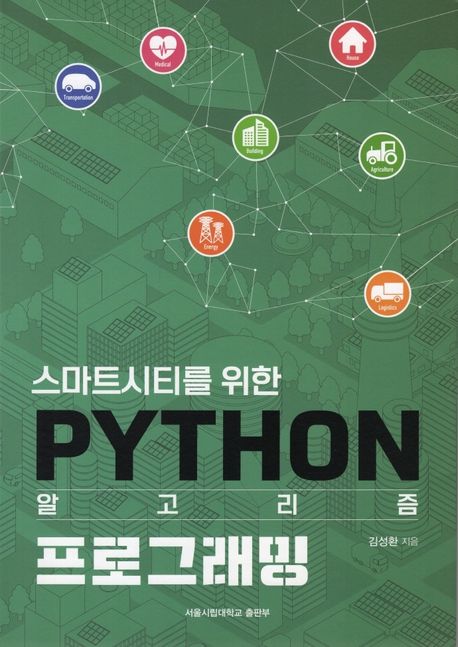 Medical
House
Transportation
Building
Agriculture
Energy
Logistics
스마트시티를 위한
PYTHON
알고리즘
프로그래밍
김성환 지음
서울시립대학교 출판부